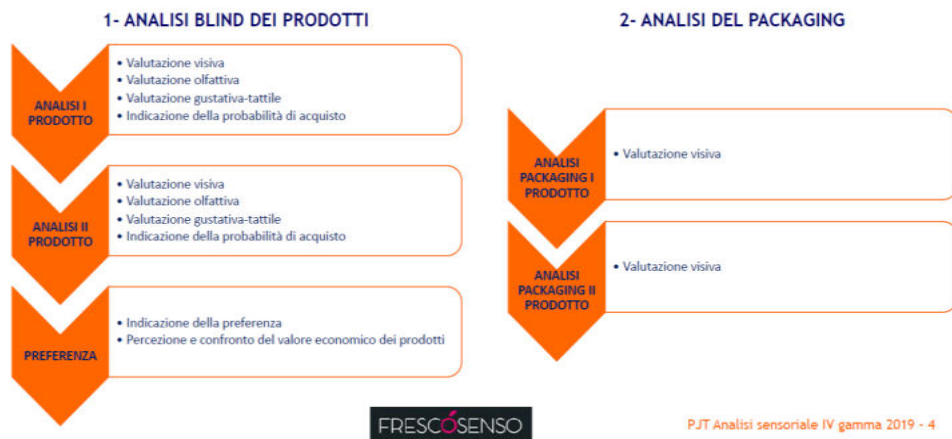 1- ANALISI BLIND DEI PRODOTTI
ANALISI I
PRODOTTO
• Valutazione visiva
• Valutazione olfattiva
• Valutazione gustativa-tattile
• Indicazione della probabilità di acquisto
ANALISI II
PRODOTTO
• Valutazione visiva
• Valutazione olfattiva
• Valutazione gustativa-tattile
• Indicazione della probabilità di acquisto
PREFERENZA
• Indicazione della preferenza
• Percezione e confronto del valore economico dei prodotti
2- ANALISI DEL PACKAGING
ANALISI
PACKAGING I
PRODOTTO
• Valutazione visiva
ANALISI
PACKAGING II
PRODOTTO
• Valutazione visiva
FRESCÓSENSO
PJT Analisi sensoriale IV gamma 2019 - 4